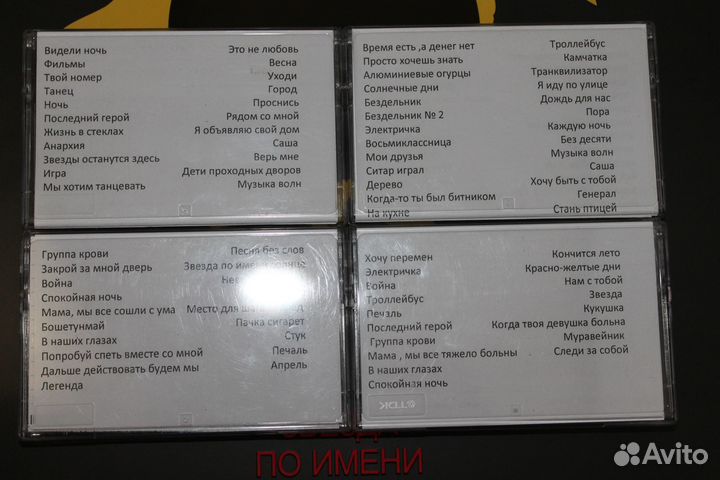 Видели ночь Это не любовь
Фильмы Весна
Твой номер Уходи
Танец Город
Ночь Проснись
Последний герой Рядом со мной
Жизнь в стеклах Я объявляю свой дом
Анархия Саша
Звезды останутся здесь Верь мне
Игра Дети проходных дворов
Мы хотим танцевать Музыка волн
Время есть ,а денег нет Троллейбус
Просто хочешь знать Камчатка
Алюминиевые огурцы Транквилизатор
Солнечные дни Я иду по улице
Бездельник Дождь для нас
Бездельник № 2 Пора
Электричка Каждую ночь
Восьмиклассница Без десяти
Мои друзья Музыка волн
Ситар играл Саша
Дерево Хочу быть с тобой
Когда-то ты был битником Генерал
На кухне Стань птицей
Группа крови Песня без слов
Закрой за мной дверь Звезда по имени
Война
Спокойная ночь
Мама, мы все сошли с ума Место для
Бошетунмай Пачка сигарет
В наших глазах Стук
Попробуй спеть вместе со мной Печаль
Дальше действовать будем мы Апрель
Легенда
Хочу перемен Кончится лето
Электричка Красно-желтые дни
Война Нам с тобой
Троллейбус Звезда
Печаль Кукушка
Последний герой Когда твоя девушка больна
Группа крови Муравейник
Мама , мы все тяжело больны Следи за собой
В наших глазах
Спокойная ночь
TDK
ПО ИМЕНИ
Avito